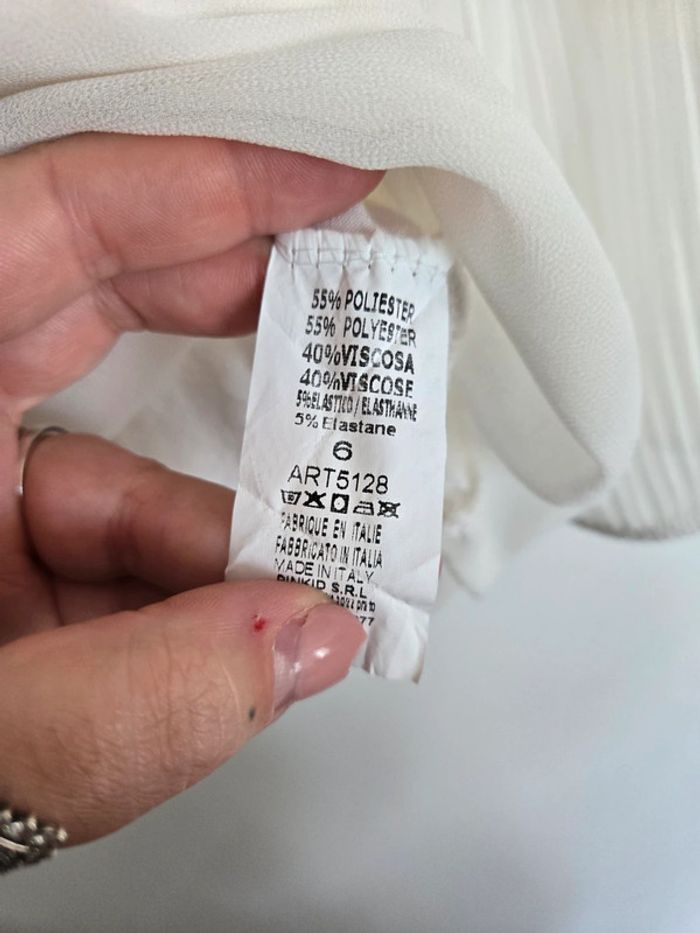 55% POLIESTER
55% POLYESTER
40%VISCOSA
40%VISCOSE
5%ELASTICO/ELASTHANNE
5% Elastane
6
ART5128
FABRIQUE EN ITALIE
FABBRICATO IN ITALIA
MADE IN ITALY
PINKID S.R.L
77